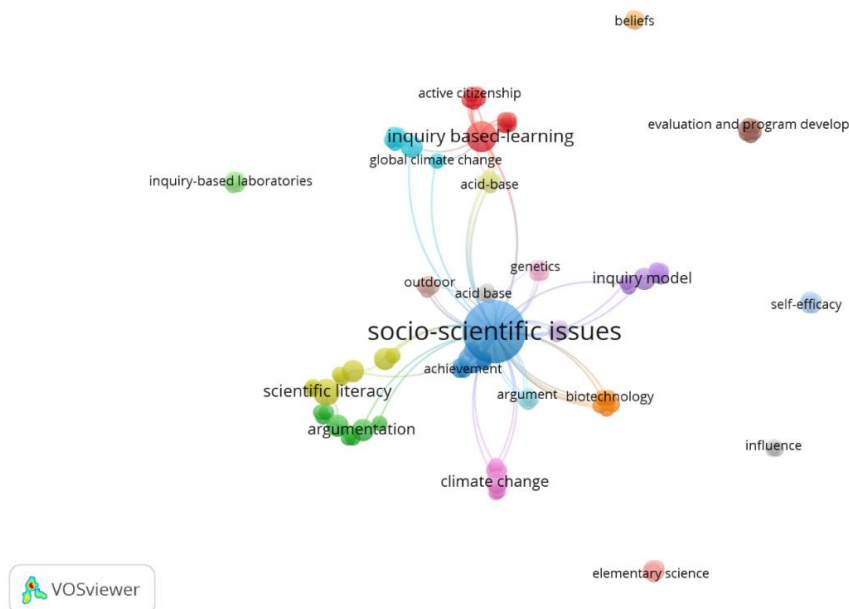 beliefs
active citizenship
evaluation and program develop
inquiry based-learning
global climate change
inquiry-based laboratories
acid-base
genetics
inquiry model
outdoor
acid base
self-efficacy
socio-scientific issues
achievement
scientific literacy
argument
biotechnology
argumentation
influence
climate change
elementary science
VOSviewer